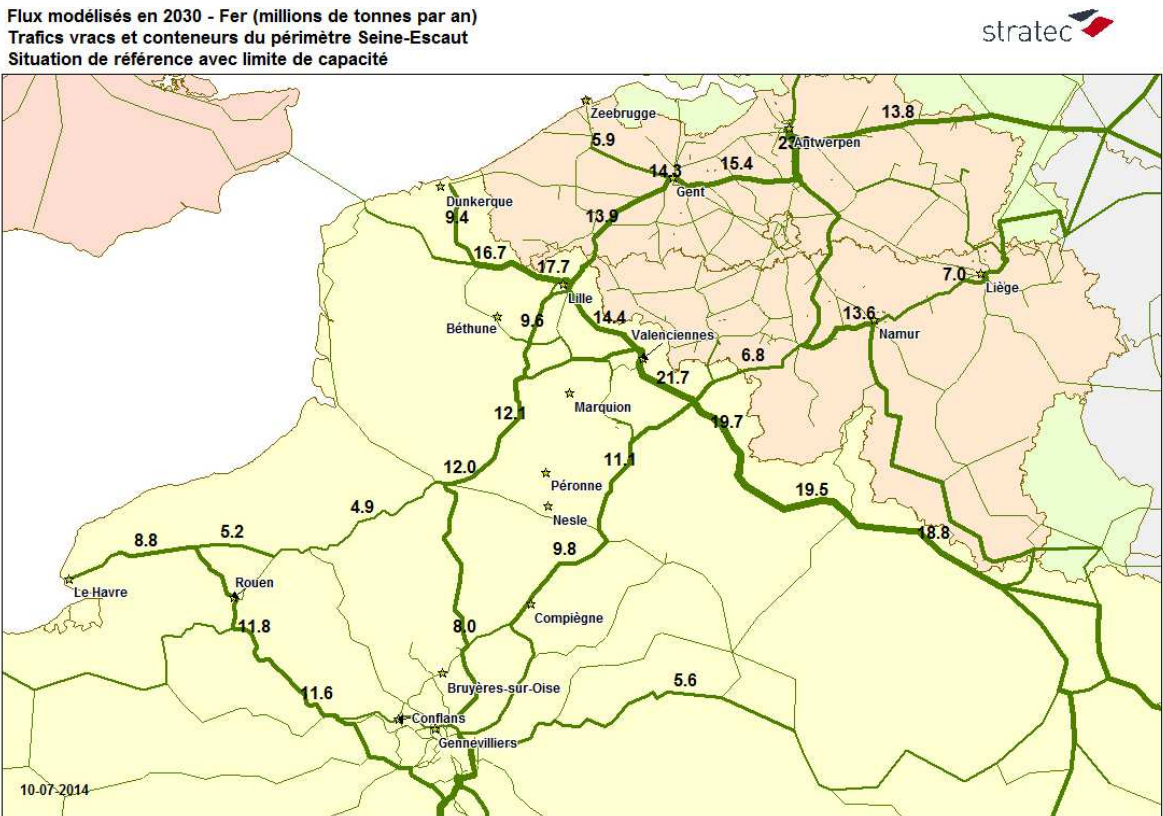 Flux modélisés en 2030 - Fer (millions de tonnes par an)
Trafics vracs et conteneurs du périmètre Seine-Escaut
Situation de référence avec limite de capacité
stratec
Zeebrugge
13.8
5.9
Antwerpen
14.3
15.4
Gent
Dunkerque
9.4
13.9
16.7
17.7
7.0
Liège
Lille
Béthune
9.6
14.4
13.6
Valenciennes
Namur
6.8
21.7
Marquion
12.1
19.7
12.0
11.1
Péronne
19.5
4.9
Nesle
8.8
5.2
18.8
9.8
Le Havre
Rouen
Compiègne
11.8
8.0
Bruyères-sur-Oise
5.6
11.6
Conflans
Gennevilliers
10-07-2014